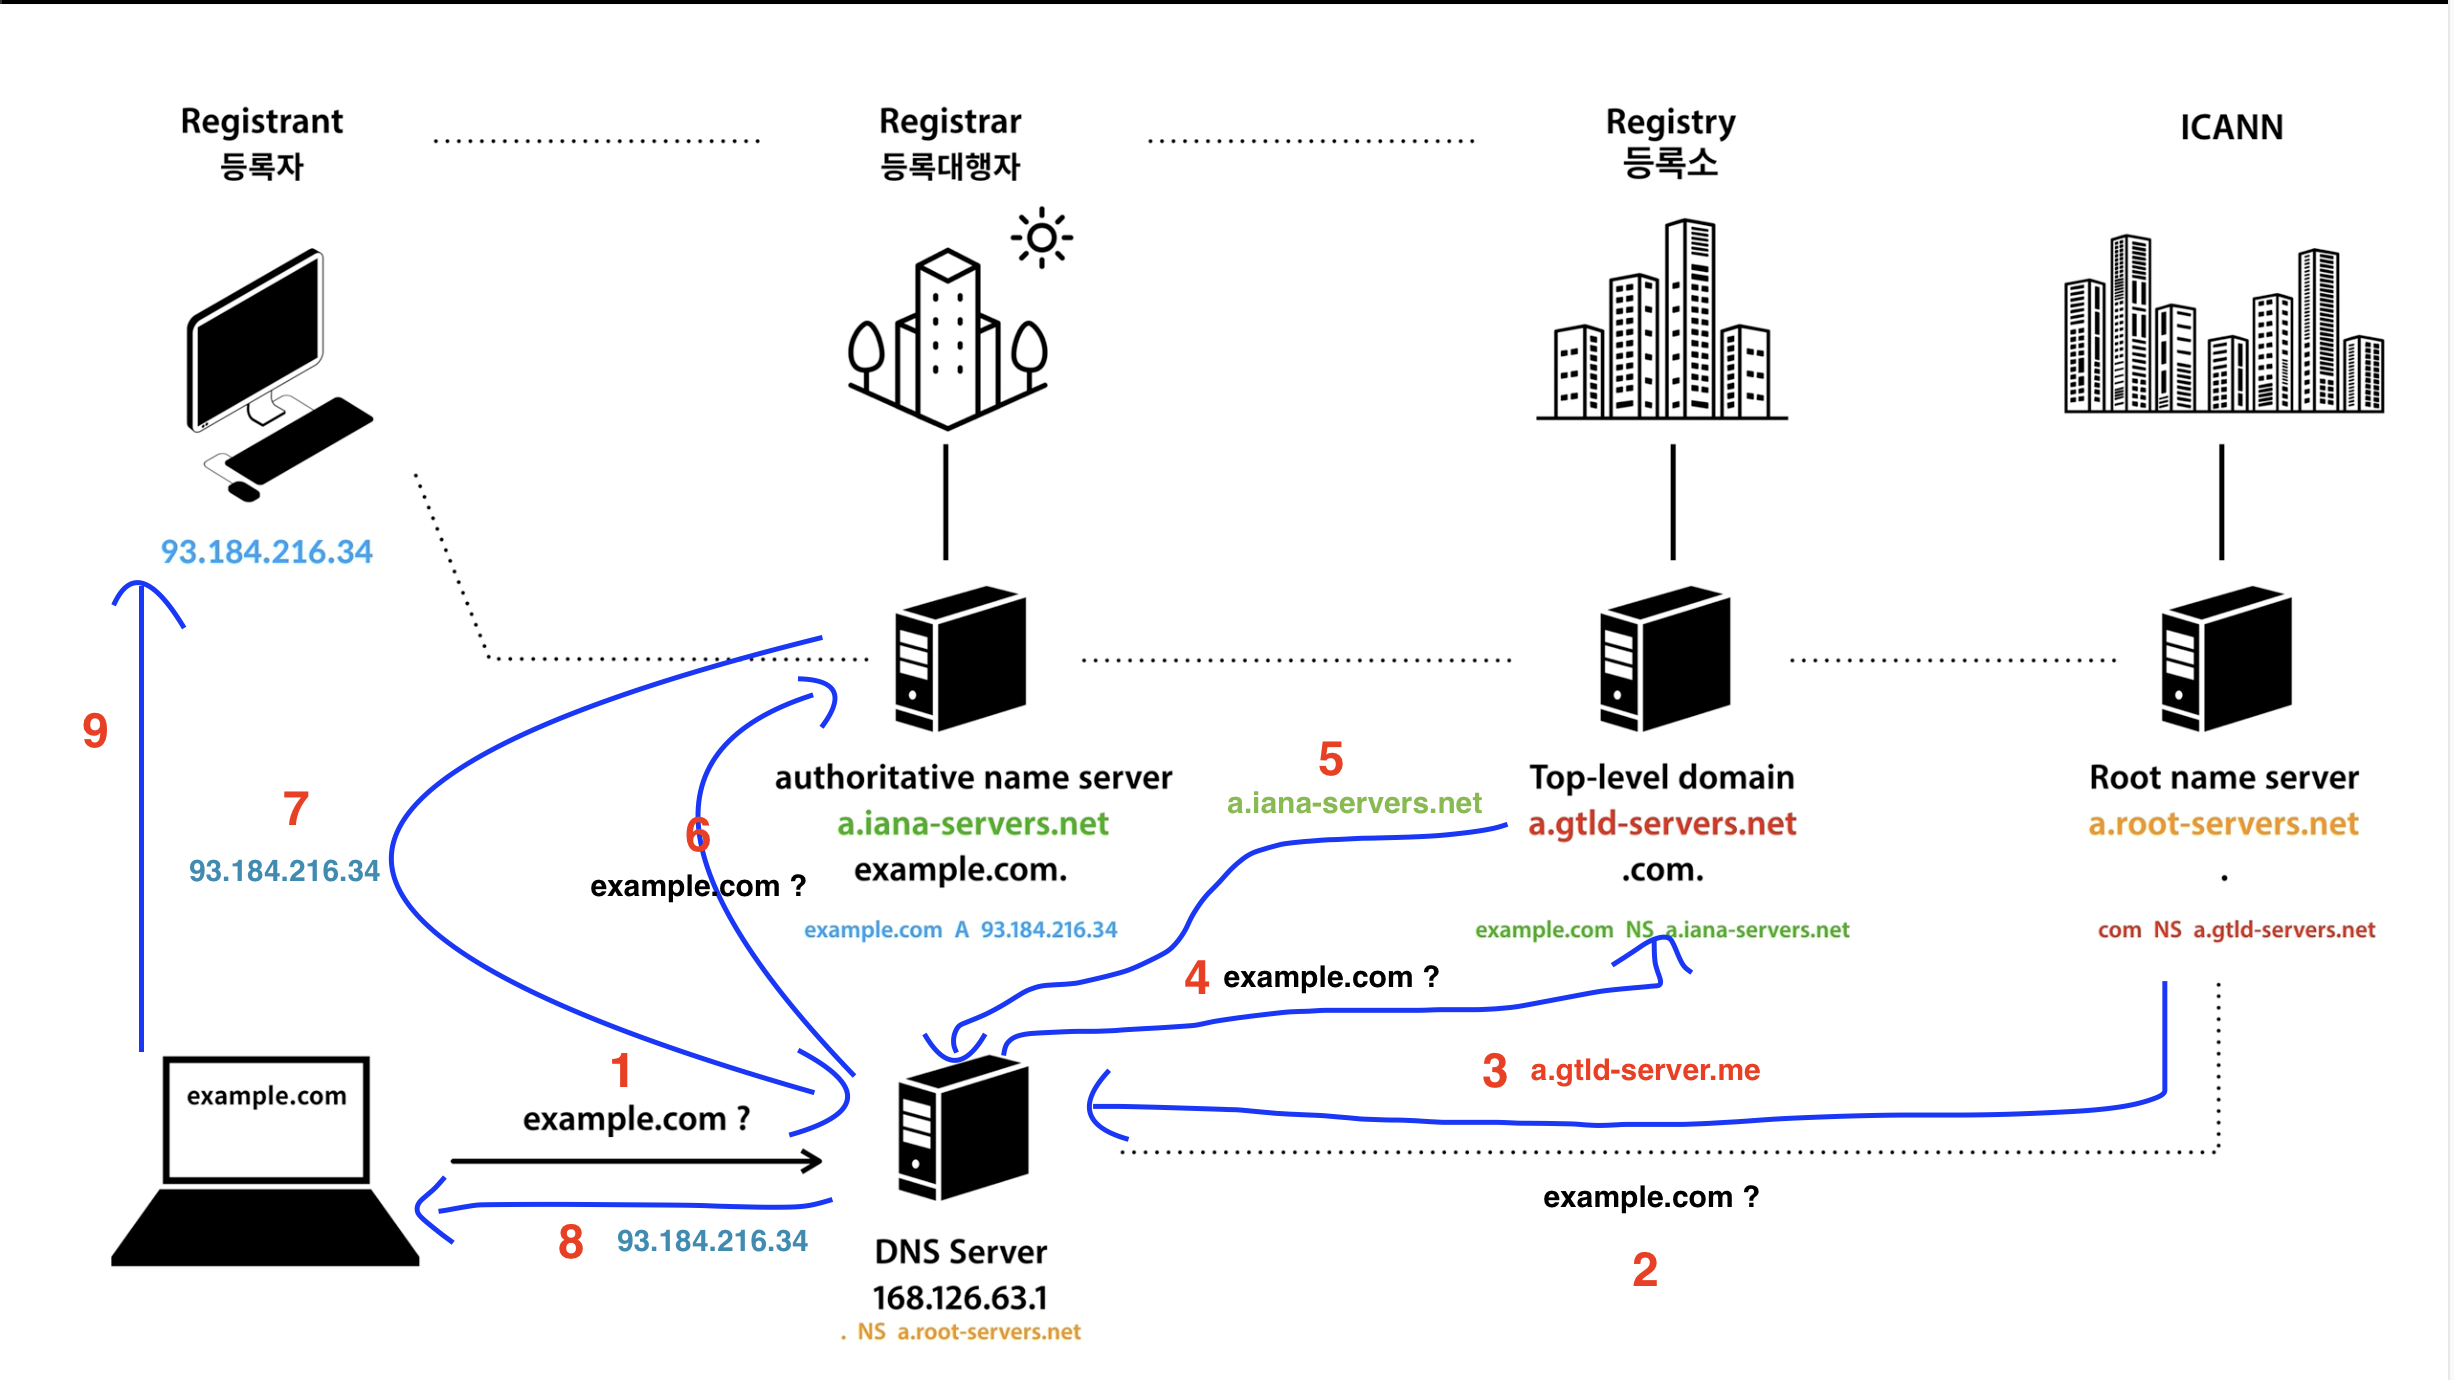 Registrant
등록자
Registrar
등록대행자
Registry
등록소
ICANN
93.184.216.34
9
7
93.184.216.34
6
example.com ?
authoritative name server
a.iana-servers.net
example.com.
example.com A 93.184.216.34
5
a.iana-servers.net
Top-level domain
a.gtld-servers.net
.com.
example.com NS a.iana-servers.net
Root name server
a.root-servers.net
.
com NS a.gtld-servers.net
4 example.com ?
3 a.gtld-server.me
example.com
1
example.com ?
8 93.184.216.34
example.com ?
2
DNS Server
168.126.63.1
. NS a.root-servers.net